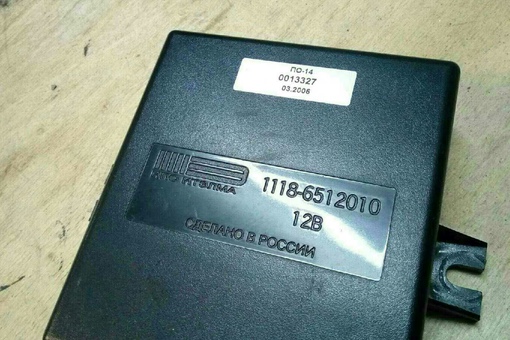 ПО-14
0013327
03.2006
НПО ИТЭЛМА
1118-6512010
12В
СДЕЛАНО В РОССИИ